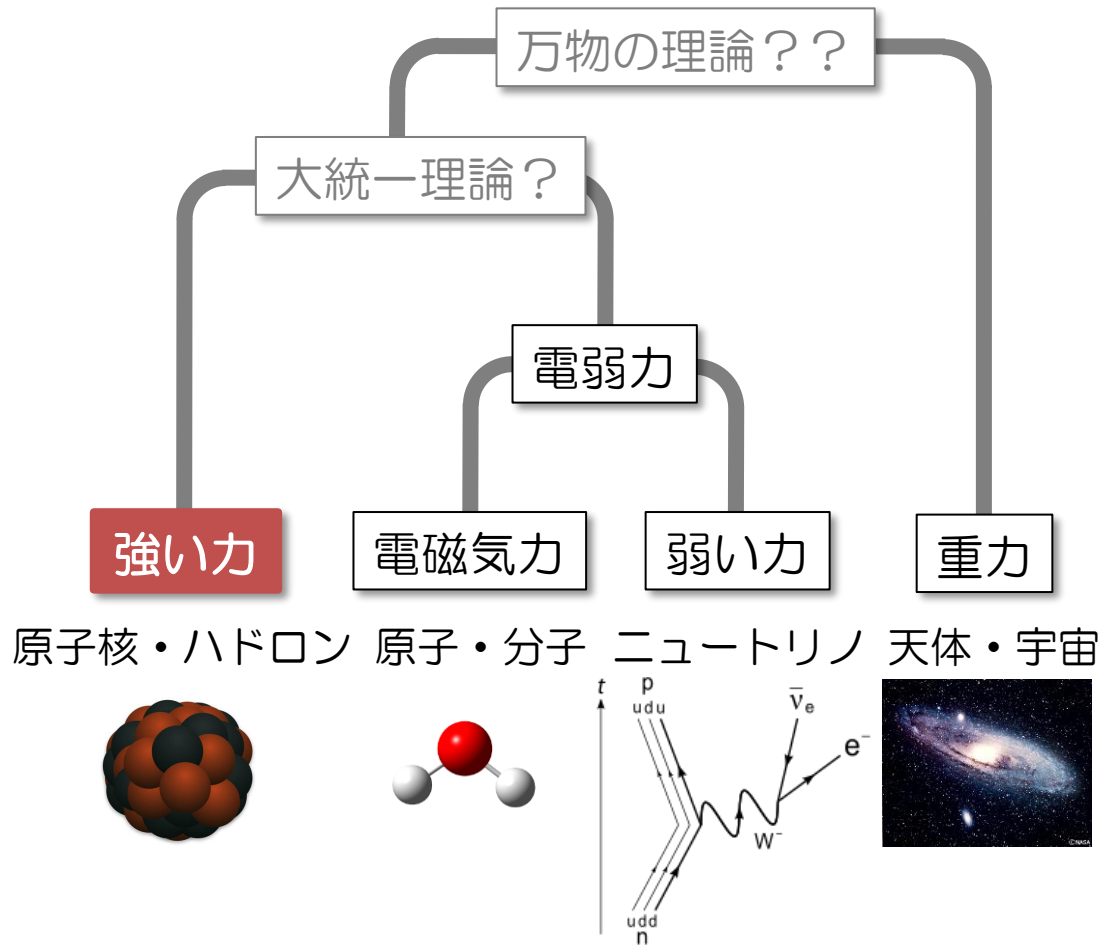 万物の理論？？
大統一理論？
電弱力
強い力
電磁気力
弱い力
重力
原子核・ハドロン
原子・分子
ニュートリノ
天体・宇宙
t
p
udu
ν̅e
e⁻
W⁻
udd
n
©NASA